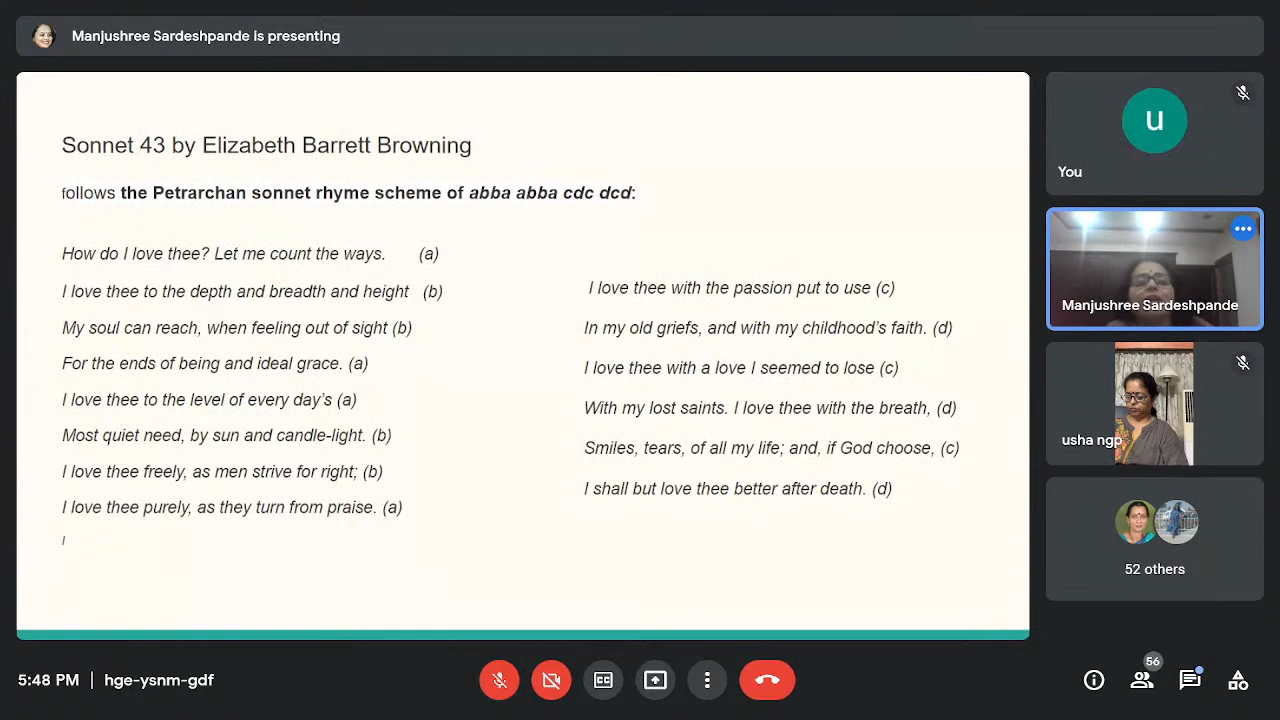 Manjushree Sardeshpande is presenting
Sonnet 43 by Elizabeth Barrett Browning
follows the Petrarchan sonnet rhyme scheme of abba abba cdc dcd:
How do I love thee? Let me count the ways. (a)
I love thee to the depth and breadth and height (b)
My soul can reach, when feeling out of sight (b)
For the ends of being and ideal grace. (a)
I love thee to the level of every day’s (a)
Most quiet need, by sun and candle-light. (b)
I love thee freely, as men strive for right; (b)
I love thee purely, as they turn from praise. (a)
I
I love thee with the passion put to use (c)
In my old griefs, and with my childhood’s faith. (d)
I love thee with a love I seemed to lose (c)
With my lost saints. I love thee with the breath, (d)
Smiles, tears, of all my life; and, if God choose, (c)
I shall but love thee better after death. (d)
u
You
Manjushree Sardeshpande
usha ngp
52 others
5:48 PM | hge-ysnm-gdf
CC
56